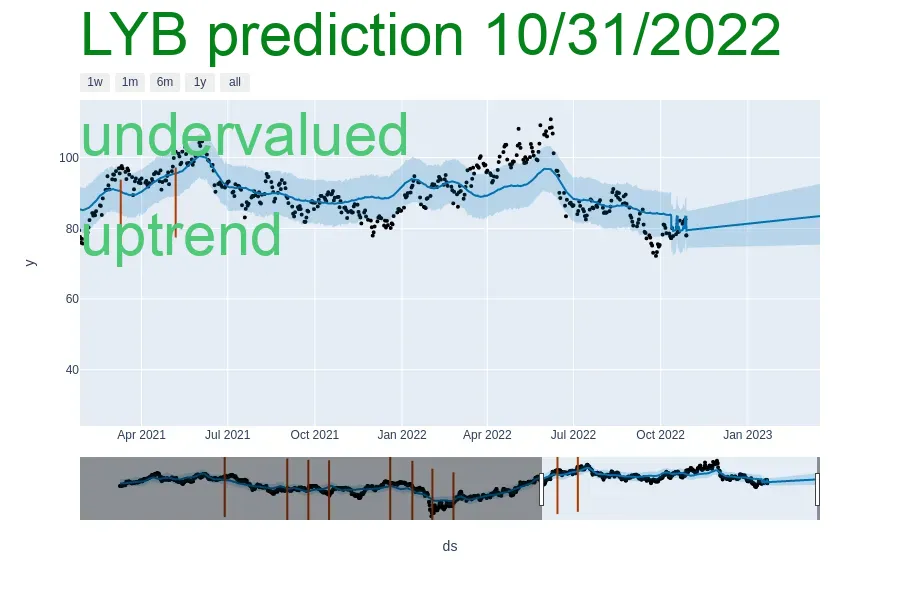 LYB prediction 10/31/2022
1w 1m 6m 1y all
undervalued
100
uptrend
80
y
60
40
Apr 2021 Jul 2021 Oct 2021 Jan 2022 Apr 2022 Jul 2022 Oct 2022 Jan 2023
ds